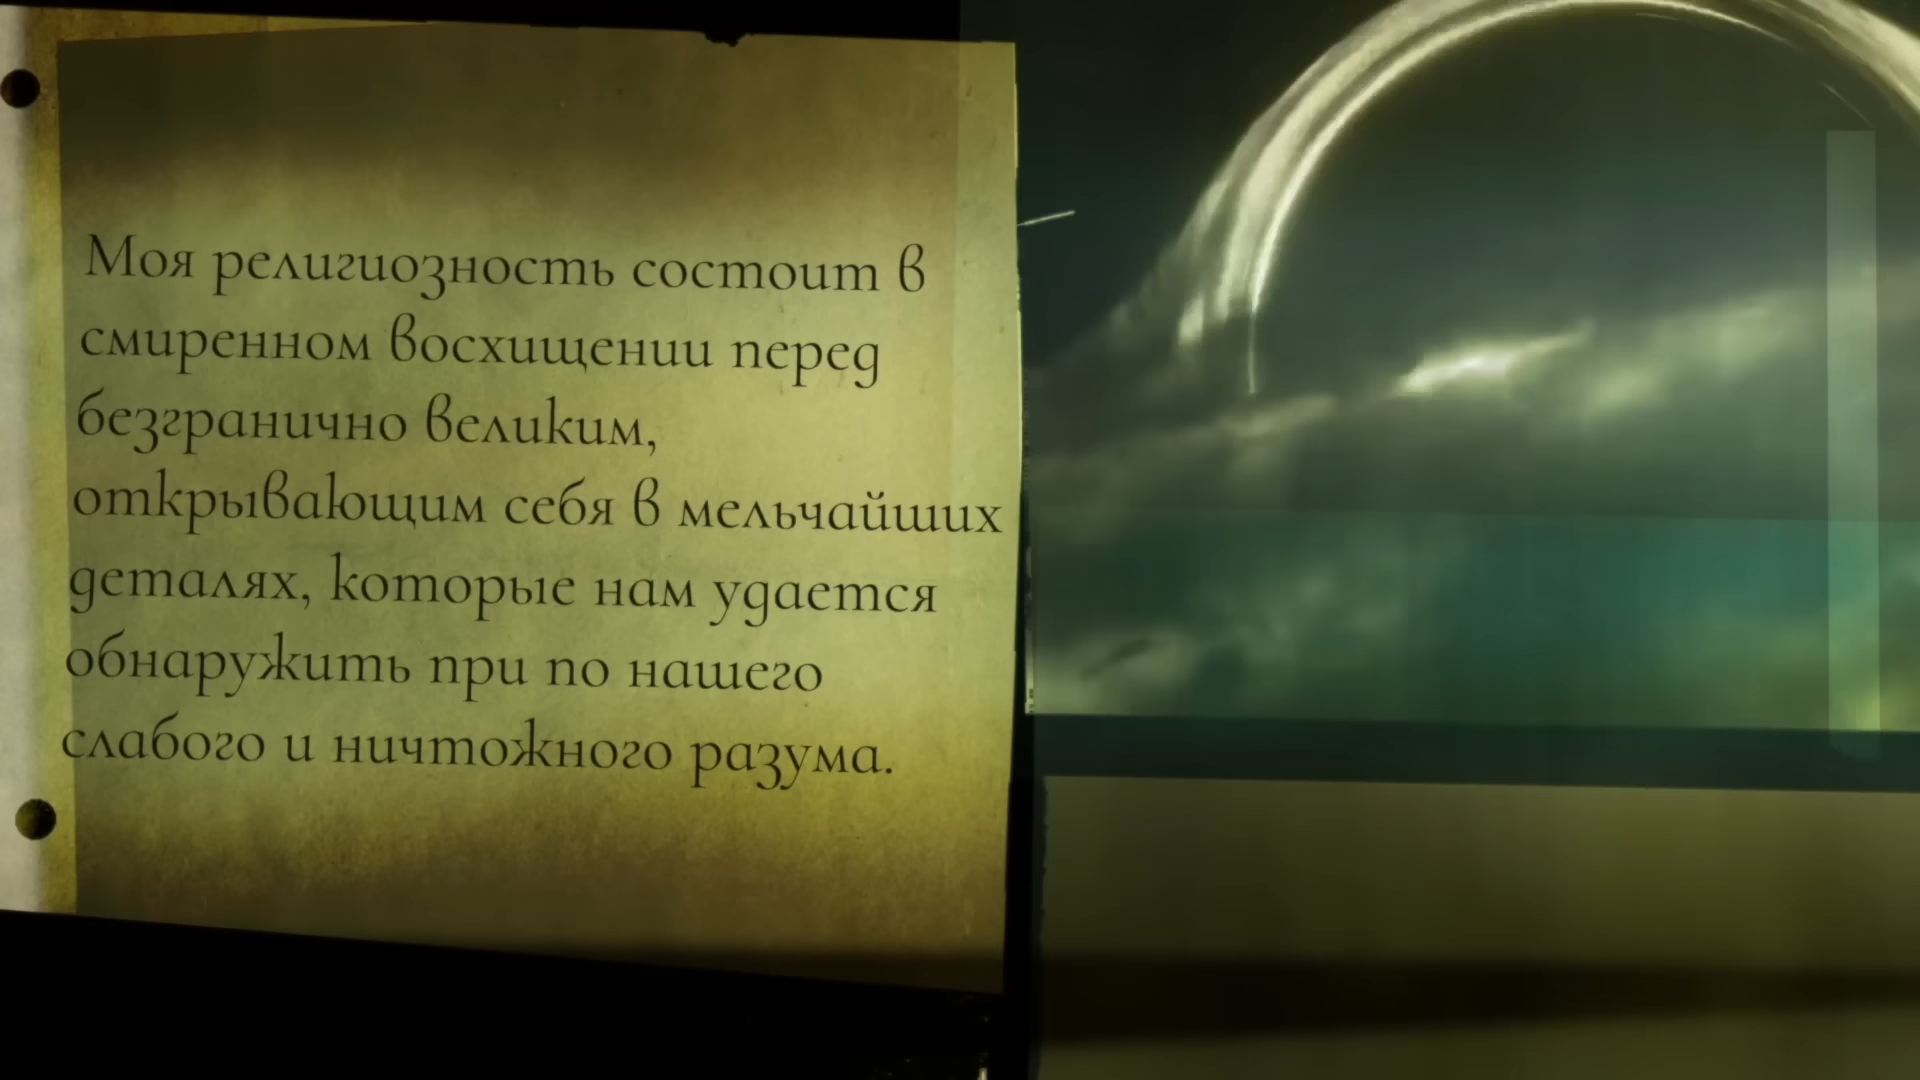 Моя религиозность состоит в
смиренном восхищении перед
безгранично великим,
открывающим себя в мельчайших
деталях, которые нам удается
обнаружить при по нашего
слабого и ничтожного разума.